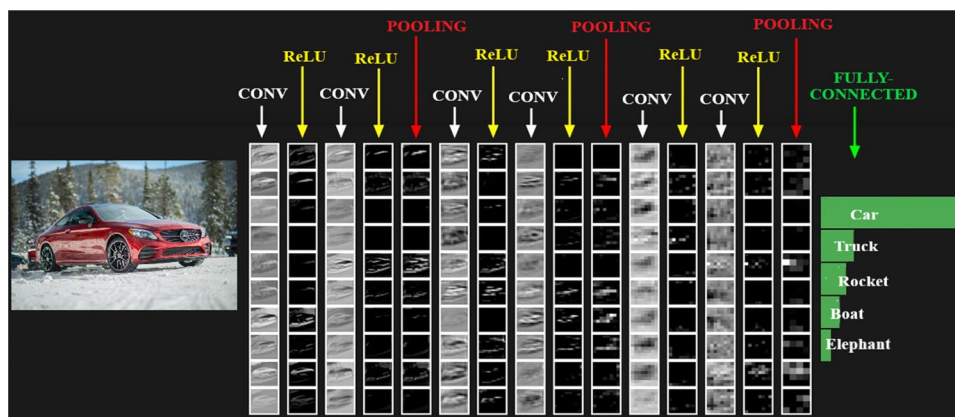 POOLING
POOLING
POOLING
ReLU
ReLU
ReLU
ReLU
ReLU
ReLU
CONV
CONV
CONV
CONV
CONV
CONV
FULLY-
CONNECTED
Car
Truck
Rocket
Boat
Elephant